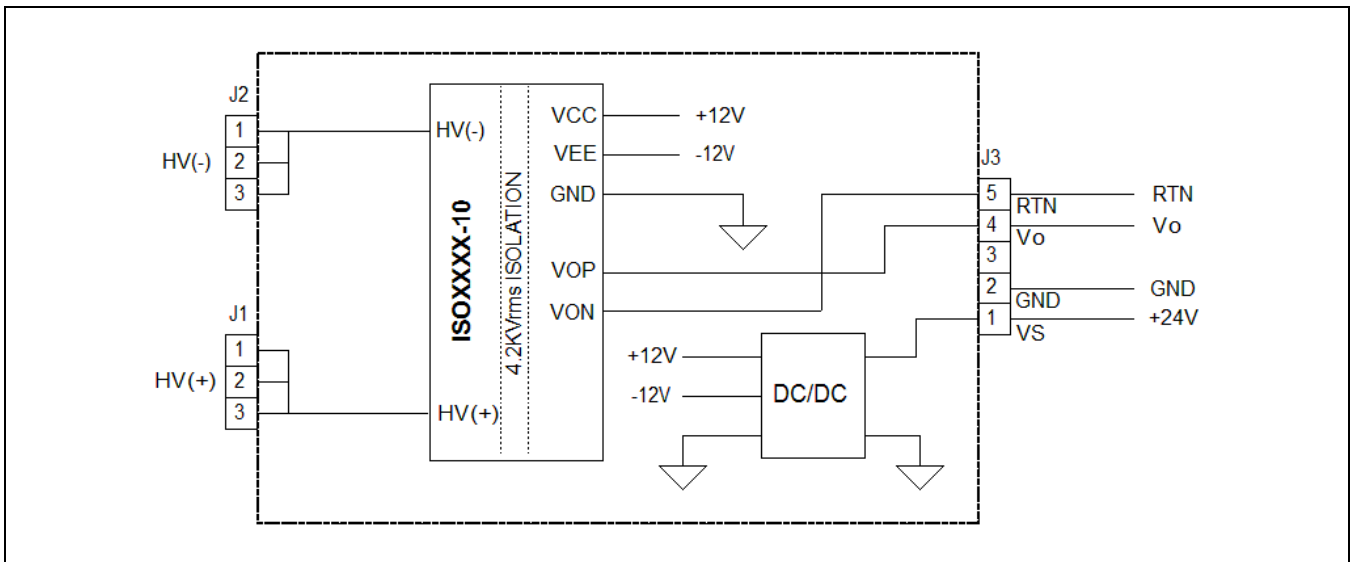 J2
1
HV(-) 2
3
J1
1
HV(+) 2
3
HV(-)
HV(+)
ISOXXXX-10
4.2KVrms ISOLATION
VCC +12V
VEE -12V
GND
VOP
VON
+12V
-12V
DC/DC
J3
5 RTN RTN
4 Vo Vo
3
2 GND GND
1 VS +24V